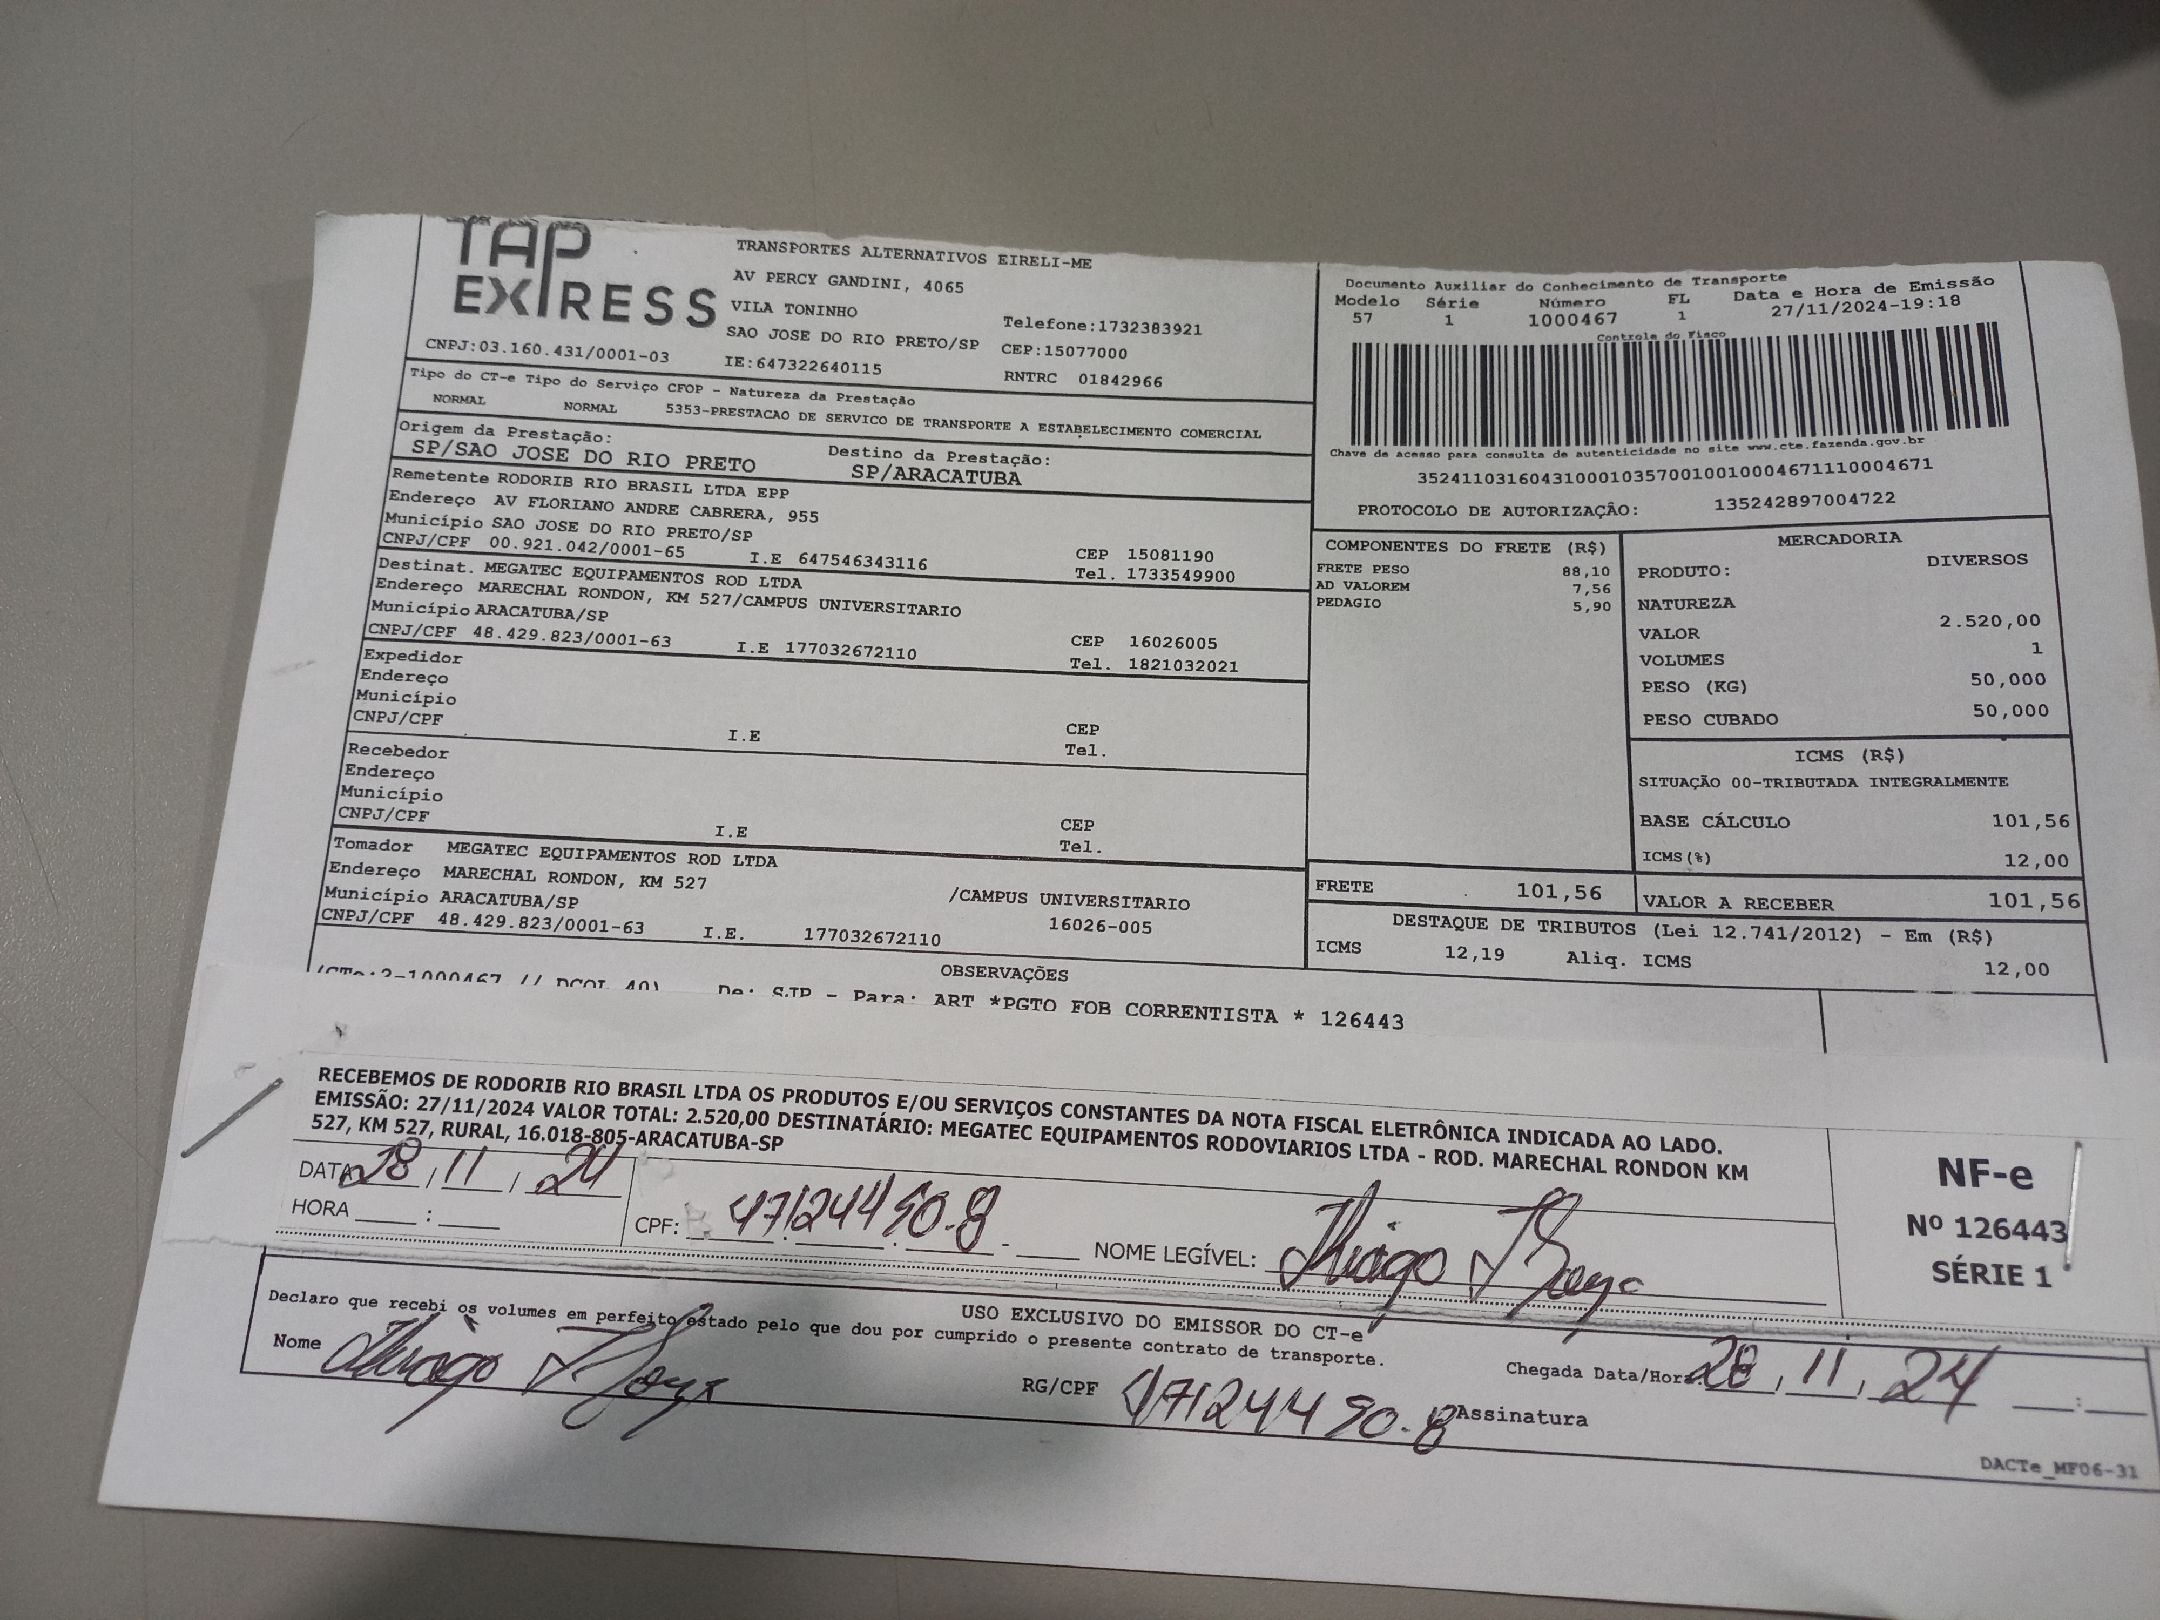 TAP EXPRESS
TRANSPORTES ALTERNATIVOS EIRELI-ME
AV PERCY GANDINI, 4065
VILA TONINHO
Telefone:1732383921
SAO JOSE DO RIO PRETO/SP CEP:15077000
CNPJ:03.160.431/0001-03 IE:647322640115 RNTRC 01842966
Tipo do CT-e Tipo do Serviço CFOP - Natureza da Prestação
NORMAL NORMAL 5353-PRESTACAO DE SERVICO DE TRANSPORTE A ESTABELECIMENTO COMERCIAL
Origem da Prestação: Destino da Prestação:
SP/SAO JOSE DO RIO PRETO SP/ARACATUBA
Remetente RODORIB RIO BRASIL LTDA EPP
Endereço AV FLORIANO ANDRE CABRERA, 955
Município SAO JOSE DO RIO PRETO/SP CEP 15081190
CNPJ/CPF 00.921.042/0001-65 I.E 647546343116 Tel. 1733549900
Destinat. MEGATEC EQUIPAMENTOS ROD LTDA
Endereço MARECHAL RONDON, KM 527/CAMPUS UNIVERSITARIO
Município ARACATUBA/SP CEP 16026005
CNPJ/CPF 48.429.823/0001-63 I.E 177032672110 Tel. 1821032021
Expedidor
Endereço
Município CEP
CNPJ/CPF I.E Tel.
Recebedor
Endereço
Município CEP
CNPJ/CPF I.E Tel.
Tomador MEGATEC EQUIPAMENTOS ROD LTDA
Endereço MARECHAL RONDON, KM 527 /CAMPUS UNIVERSITARIO
Município ARACATUBA/SP 16026-005
CNPJ/CPF 48.429.823/0001-63 I.E. 177032672110
Documento Auxiliar do Conhecimento de Transporte
Modelo Série Número FL Data e Hora de Emissão
57 1 1000467 1 27/11/2024-19:18
Controle do Fisco
Chave de acesso para consulta de autenticidade no site www.cte.fazenda.gov.br
35241103160431000103570010010004671110004671
PROTOCOLO DE AUTORIZAÇÃO: 135242897004722
COMPONENTES DO FRETE (R$)
FRETE PESO 88,10
AD VALOREM 7,56
PEDAGIO 5,90
MERCADORIA
PRODUTO: DIVERSOS
NATUREZA
VALOR 2.520,00
VOLUMES 1
PESO (KG) 50,000
PESO CUBADO 50,000
ICMS (R$)
SITUAÇÃO 00-TRIBUTADA INTEGRALMENTE
BASE CÁLCULO 101,56
ICMS(%) 12,00
FRETE 101,56 VALOR A RECEBER 101,56
DESTAQUE DE TRIBUTOS (Lei 12.741/2012) - Em (R$)
ICMS 12,19 Aliq. ICMS 12,00
OBSERVAÇÕES
(CTe:2-1000467 // DCOL 40) De: SJP - Para: ART *PGTO FOB CORRENTISTA * 126443
RECEBEMOS DE RODORIB RIO BRASIL LTDA OS PRODUTOS E/OU SERVIÇOS CONSTANTES DA NOTA FISCAL ELETRÔNICA INDICADA AO LADO.
EMISSÃO: 27/11/2024 VALOR TOTAL: 2.520,00 DESTINATÁRIO: MEGATEC EQUIPAMENTOS RODOVIARIOS LTDA - ROD. MARECHAL RONDON KM
527, KM 527, RURAL, 16.018-805-ARACATUBA-SP
DATA 28/11/24
HORA : CPF: 47124490.8 NOME LEGÍVEL: Thiago
NF-e
Nº 126443
SÉRIE 1
USO EXCLUSIVO DO EMISSOR DO CT-e
Declaro que recebi os volumes em perfeito estado pelo que dou por cumprido o presente contrato de transporte.
Nome Thiago RG/CPF 47124490.8 Assinatura
Chegada Data/Hora: 28/11/24 :
DACTe_MF06-31